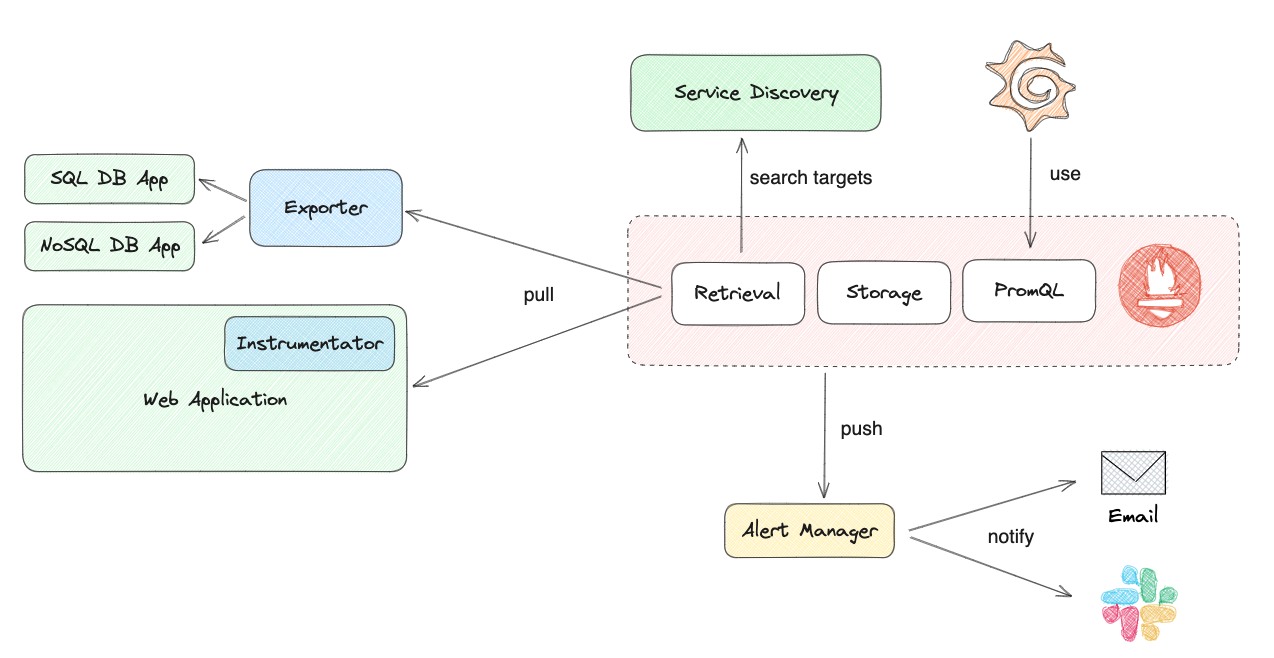 Service Discovery
search targets
use
SQL DB App
NoSQL DB App
Exporter
pull
Retrieval
Storage
PromQL
Instrumentator
Web Application
push
Alert Manager
notify
Email